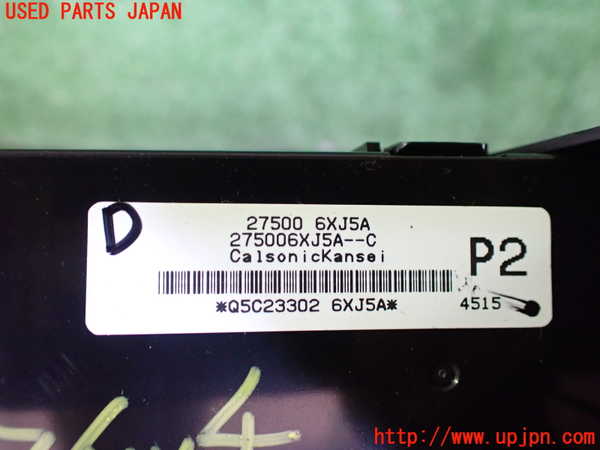 USED PARTS JAPAN
D
27500 6XJ5A
275006XJ5A--C
CalsonicKansei
P2
*Q5C23302 6XJ5A*
4515
http://www.upjpn.com